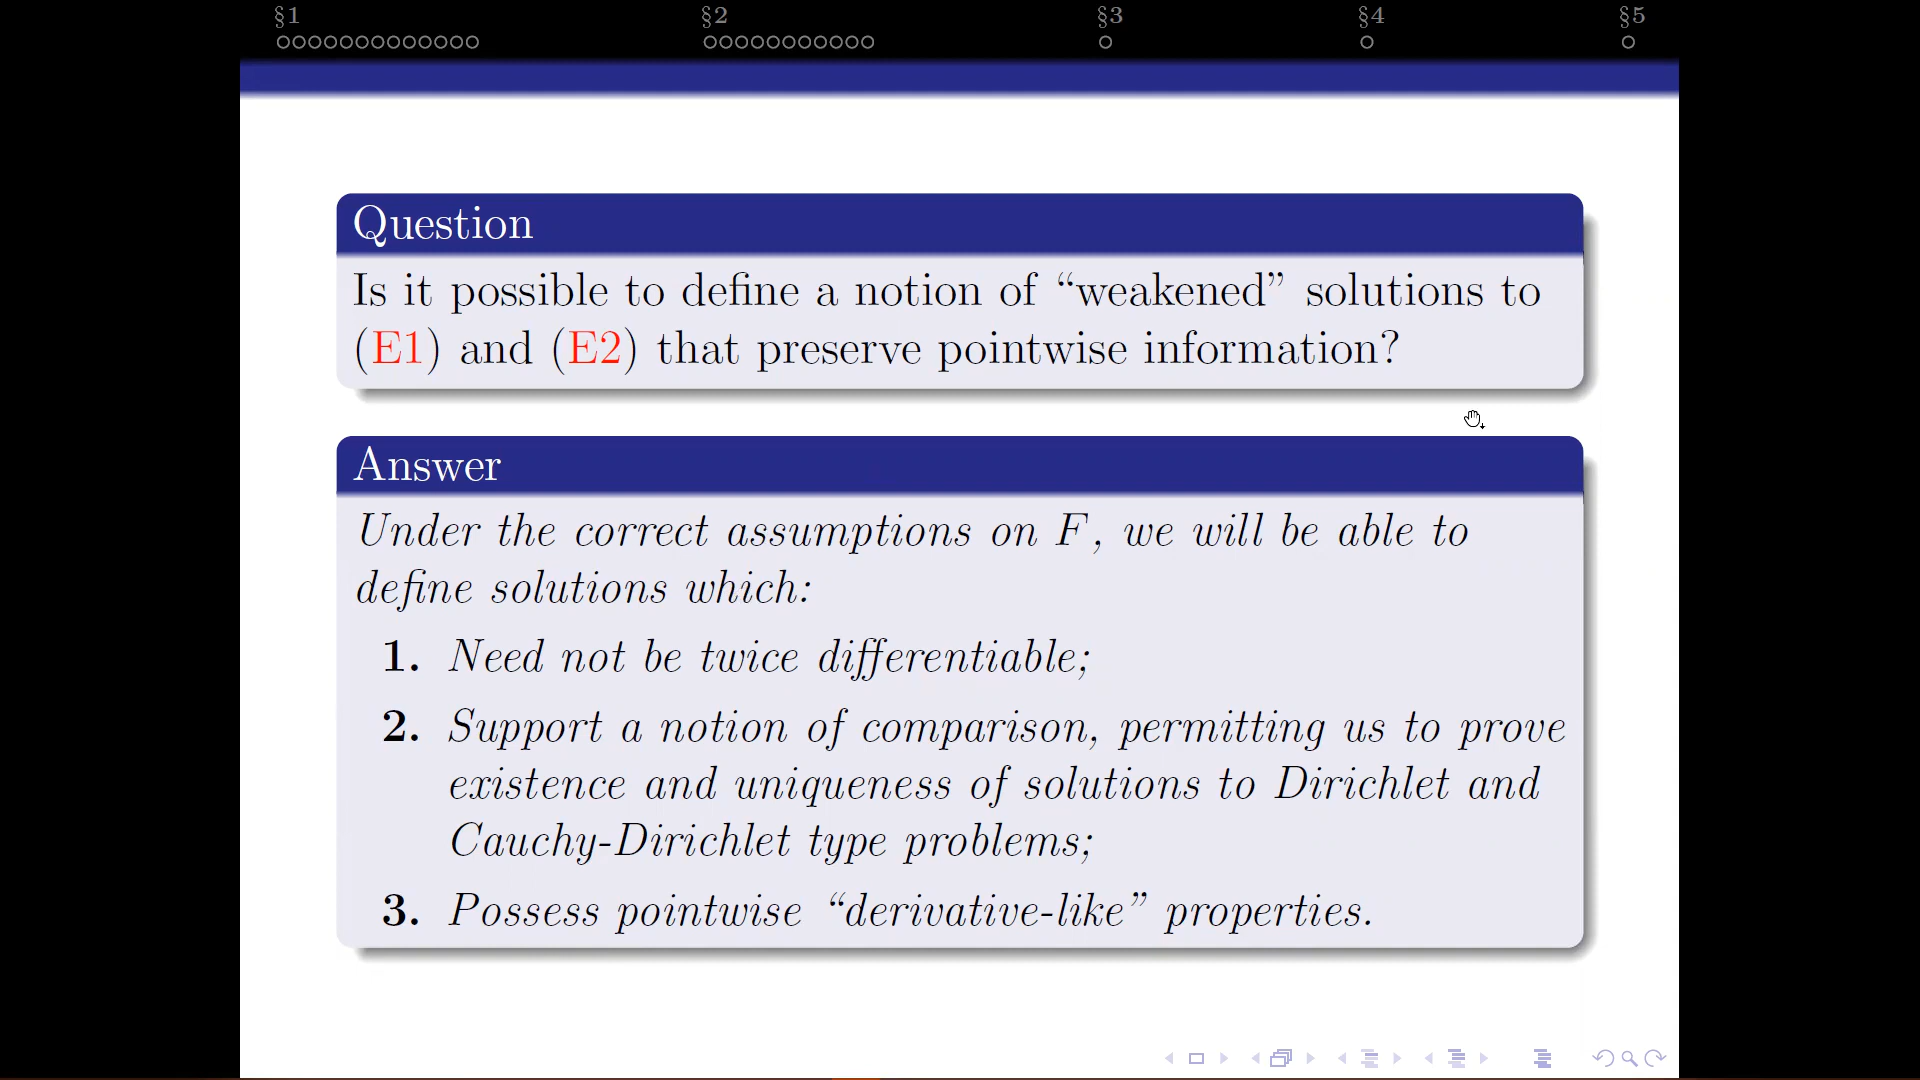 §1 §2 §3 §4 §5
Question
Is it possible to define a notion of “weakened” solutions to
(E1) and (E2) that preserve pointwise information?
Answer
Under the correct assumptions on F, we will be able to
define solutions which:
1. Need not be twice differentiable;
2. Support a notion of comparison, permitting us to prove
existence and uniqueness of solutions to Dirichlet and
Cauchy-Dirichlet type problems;
3. Possess pointwise “derivative-like” properties.